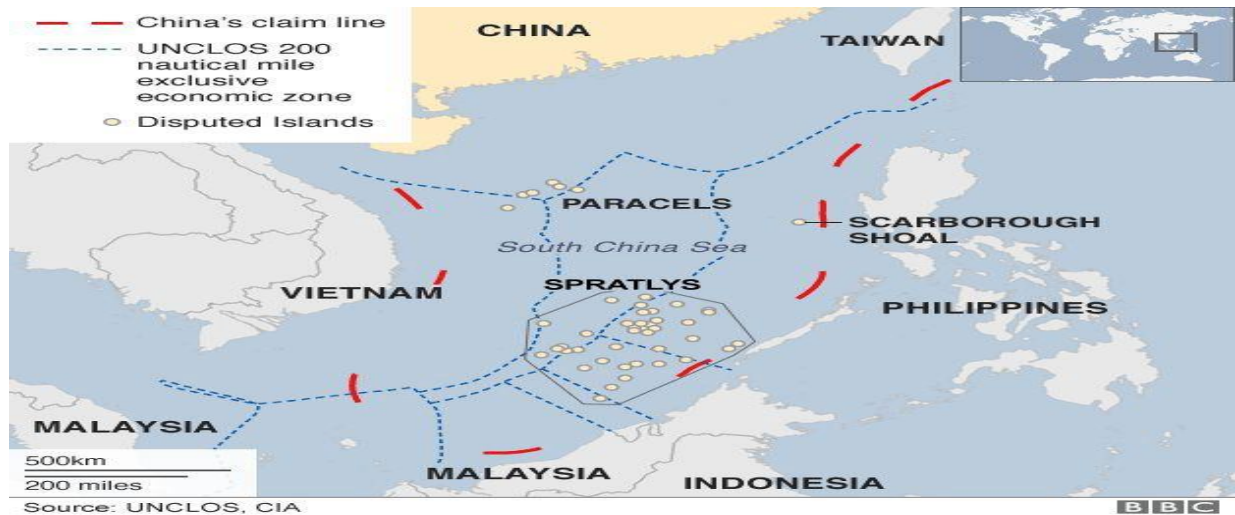 China's claim line
UNCLOS 200
nautical mile
exclusive
economic zone
Disputed Islands
CHINA
TAIWAN
PARACELS
SCARBOROUGH
SHOAL
South China Sea
SPRATLYS
VIETNAM
PHILIPPINES
MALAYSIA
500km
200 miles
MALAYSIA
INDONESIA
Source: UNCLOS, CIA
BBC